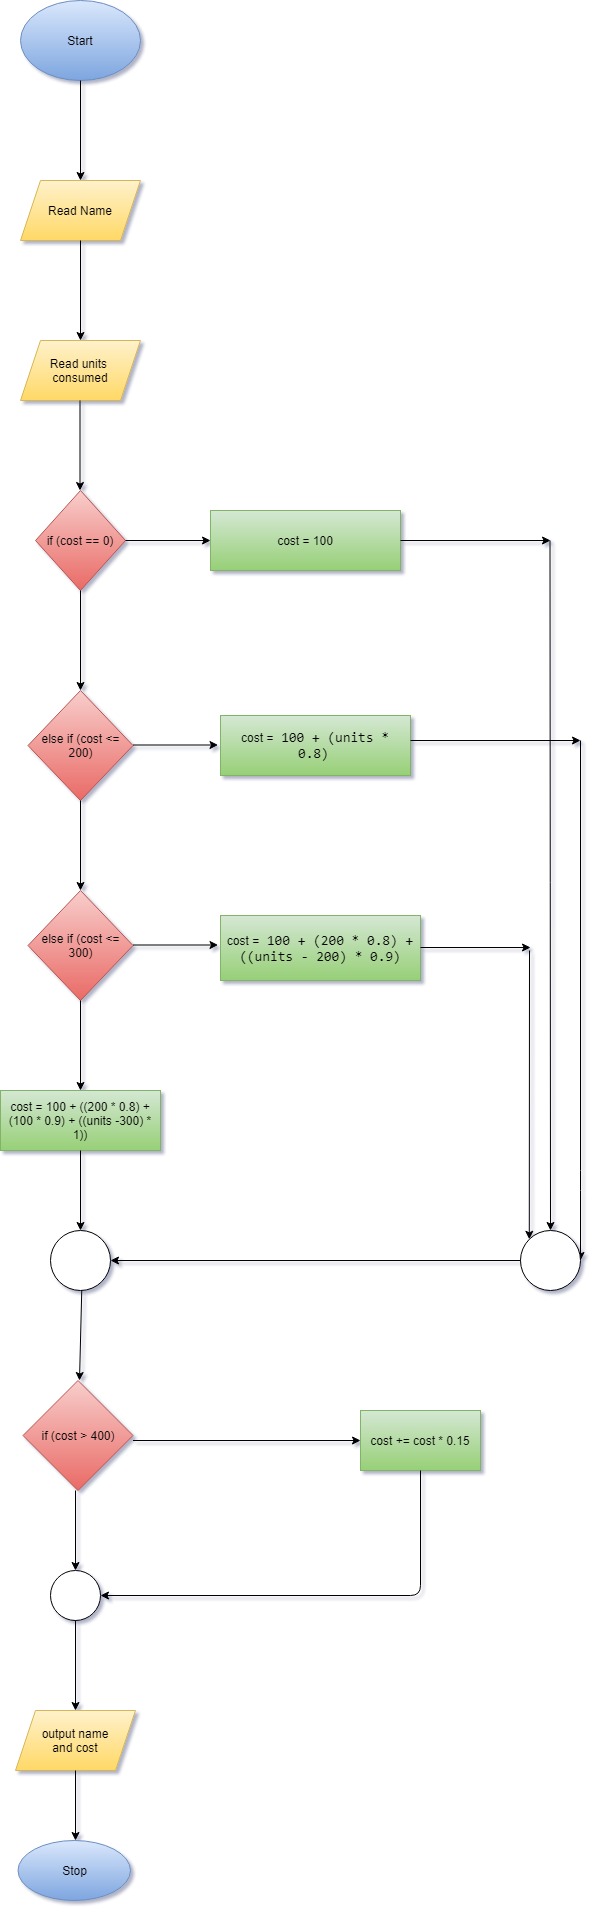 Start
Read Name
Read units
consumed
if (cost == 0)
cost = 100
else if (cost <=
200)
cost = 100 + (units *
0.8)
else if (cost <=
300)
cost = 100 + (200 * 0.8) +
((units - 200) * 0.9)
cost = 100 + ((200 * 0.8) +
(100 * 0.9) + ((units -300) *
1))
if (cost > 400)
cost += cost * 0.15
output name
and cost
Stop